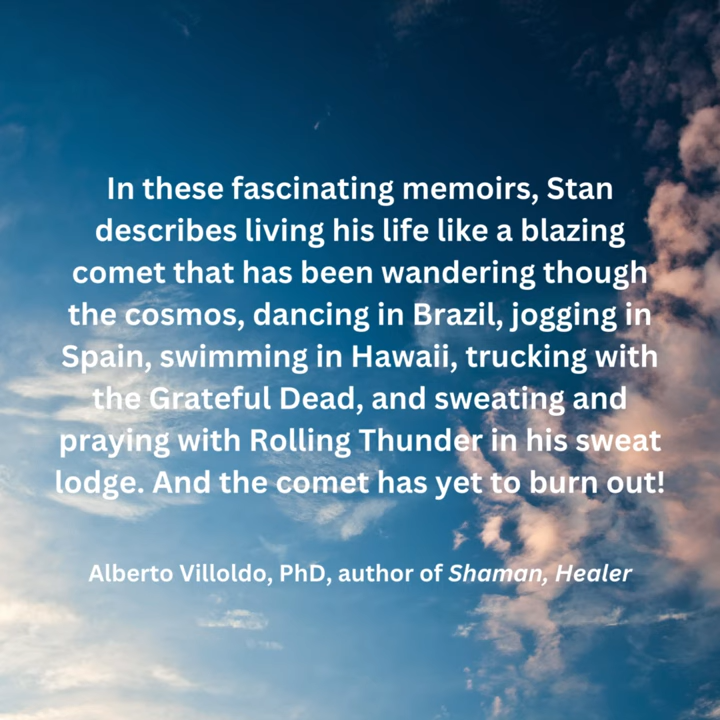 In these fascinating memoirs, Stan
describes living his life like a blazing
comet that has been wandering though
the cosmos, dancing in Brazil, jogging in
Spain, swimming in Hawaii, trucking with
the Grateful Dead, and sweating and
praying with Rolling Thunder in his sweat
lodge. And the comet has yet to burn out!
Alberto Villoldo, PhD, author of Shaman, Healer